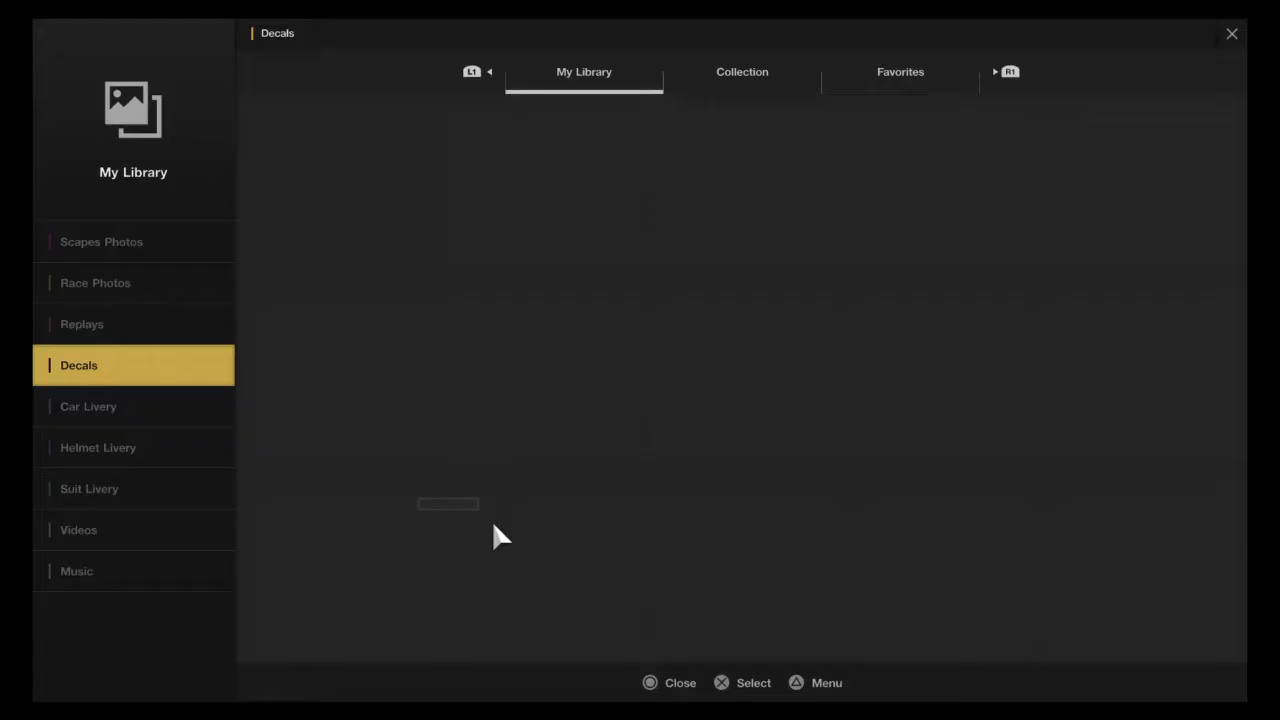 Decals
L1
My Library
Collection
Favorites
R1
My Library
Scapes Photos
Race Photos
Replays
Decals
Car Livery
Helmet Livery
Suit Livery
Videos
Music
Close
Select
Menu